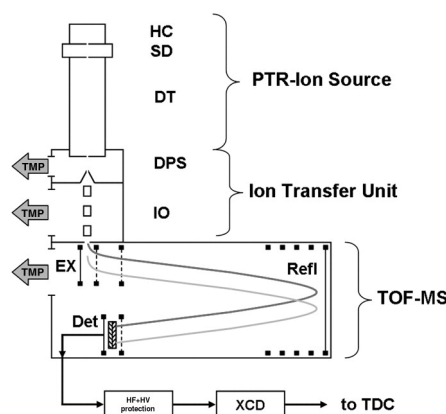 HC
SD
DT
PTR-Ion Source
TMP
DPS
TMP
IO
Ion Transfer Unit
TMP
EX
Refl
Det
TOF-MS
HF+HV
protection
XCD
to TDC